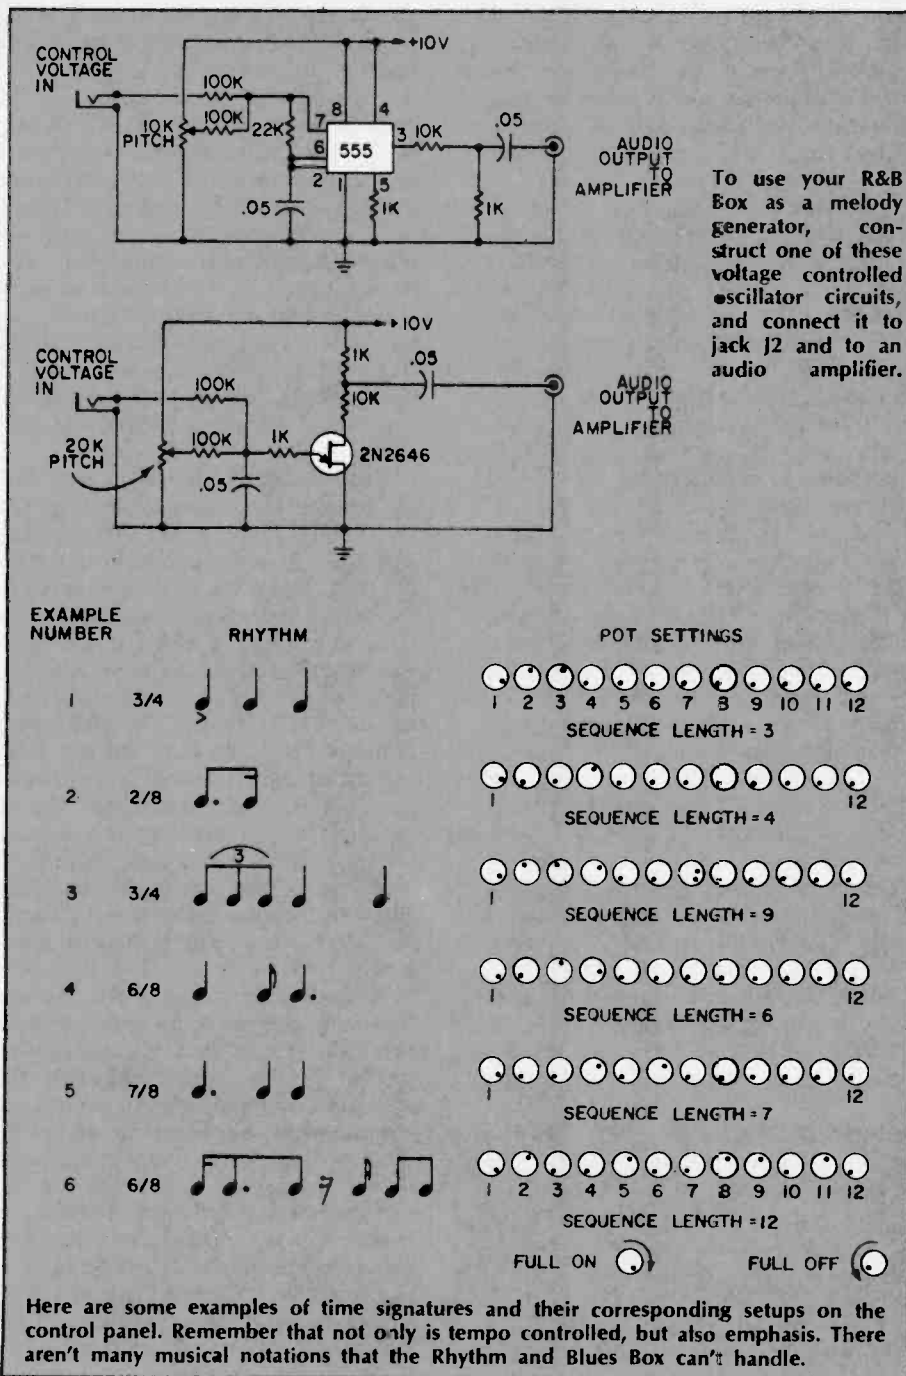 +10V
CONTROL
VOLTAGE
IN
100K
10K
PITCH
100K
22K
7
8
4
6
2
555
3
10K
.05
1
5
.05
1K
1K
AUDIO
OUTPUT
TO
AMPLIFIER
To use your R&B
Box as a melody
generator, con-
struct one of these
voltage controlled
oscillator circuits,
and connect it to
jack J2 and to an
audio amplifier.
+10V
CONTROL
VOLTAGE
IN
100K
1K
.05
10K
20K
PITCH
100K
1K
2N2646
.05
AUDIO
OUTPUT
TO
AMPLIFIER
EXAMPLE
NUMBER RHYTHM POT SETTINGS
1 3/4
>
1 2 3 4 5 6 7 8 9 10 11 12
SEQUENCE LENGTH = 3
2 2/8
1 12
SEQUENCE LENGTH = 4
3 3/4 3
1 12
SEQUENCE LENGTH = 9
4 6/8
1 12
SEQUENCE LENGTH = 6
5 7/8
1 12
SEQUENCE LENGTH = 7
6 6/8
1 2 3 4 5 6 7 8 9 10 11 12
SEQUENCE LENGTH = 12
FULL ON FULL OFF
Here are some examples of time signatures and their corresponding setups on the
control panel. Remember that not only is tempo controlled, but also emphasis. There
aren't many musical notations that the Rhythm and Blues Box can't handle.